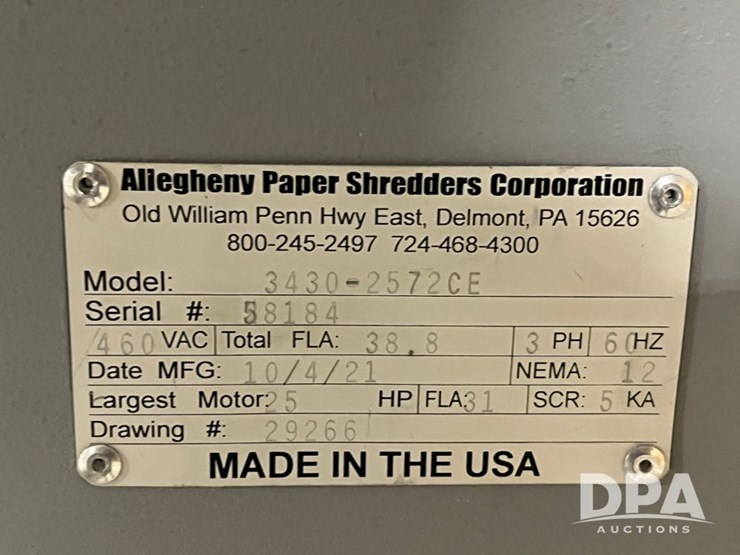 Allegheny Paper Shredders Corporation
Old William Penn Hwy East, Delmont, PA 15626
800-245-2497 724-468-4300
Model: 3430-2572CE
Serial #: 58184
460 VAC Total FLA: 38.8 3 PH 60 HZ
Date MFG: 10/4/21 NEMA: 12
Largest Motor: 25 HP FLA: 31 SCR: 5 KA
Drawing #: 29266
MADE IN THE USA
DPA
AUCTIONS